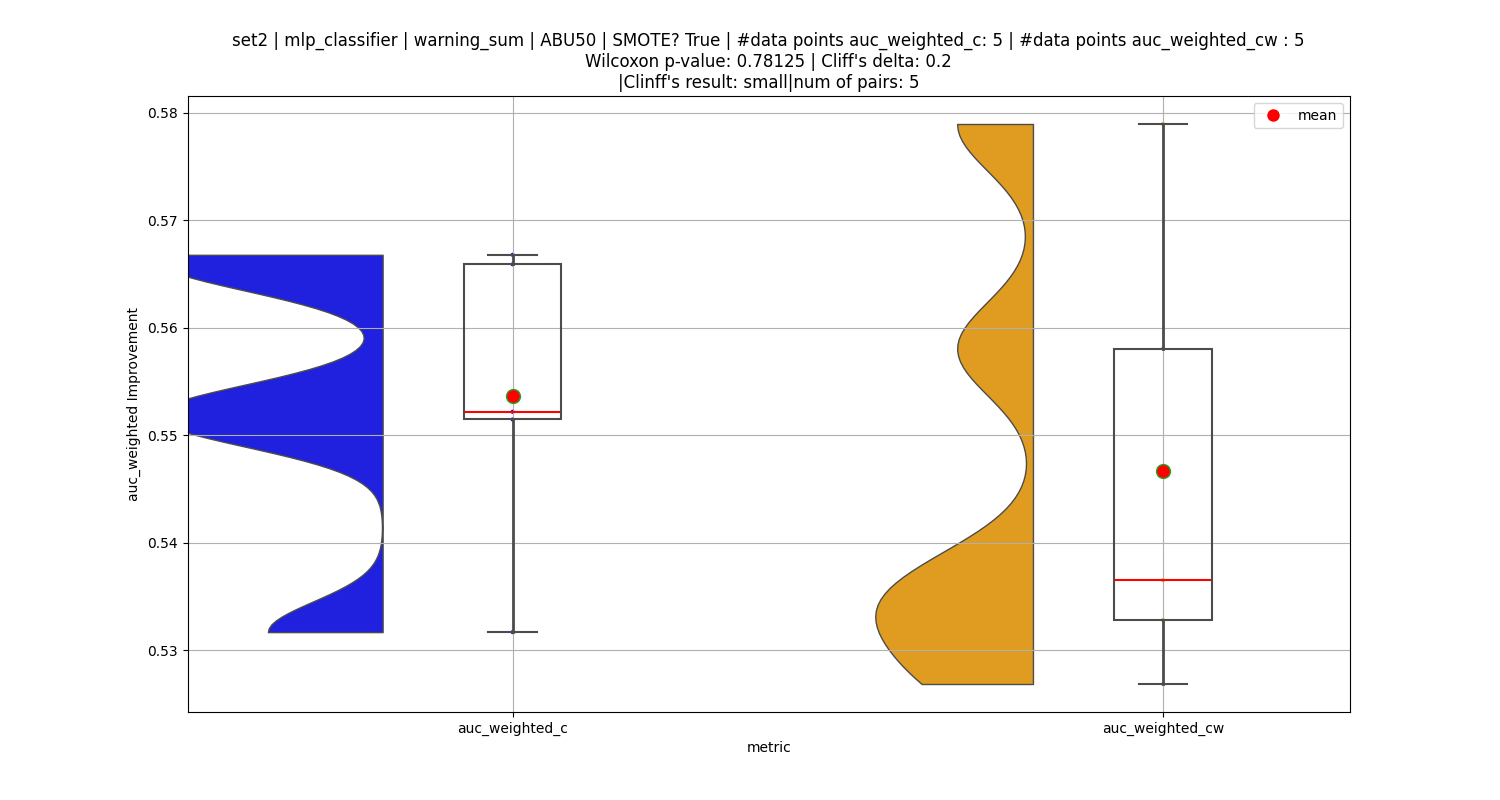 set2 | mlp_classifier | warning_sum | ABU50 | SMOTE? True | #data points auc_weighted_c: 5 | #data points auc_weighted_cw : 5
Wilcoxon p-value: 0.78125 | Cliff's delta: 0.2
|Clinff's result: small|num of pairs: 5
mean
0.58
0.57
0.56
0.55
0.54
0.53
auc_weighted Improvement
auc_weighted_c
auc_weighted_cw
metric